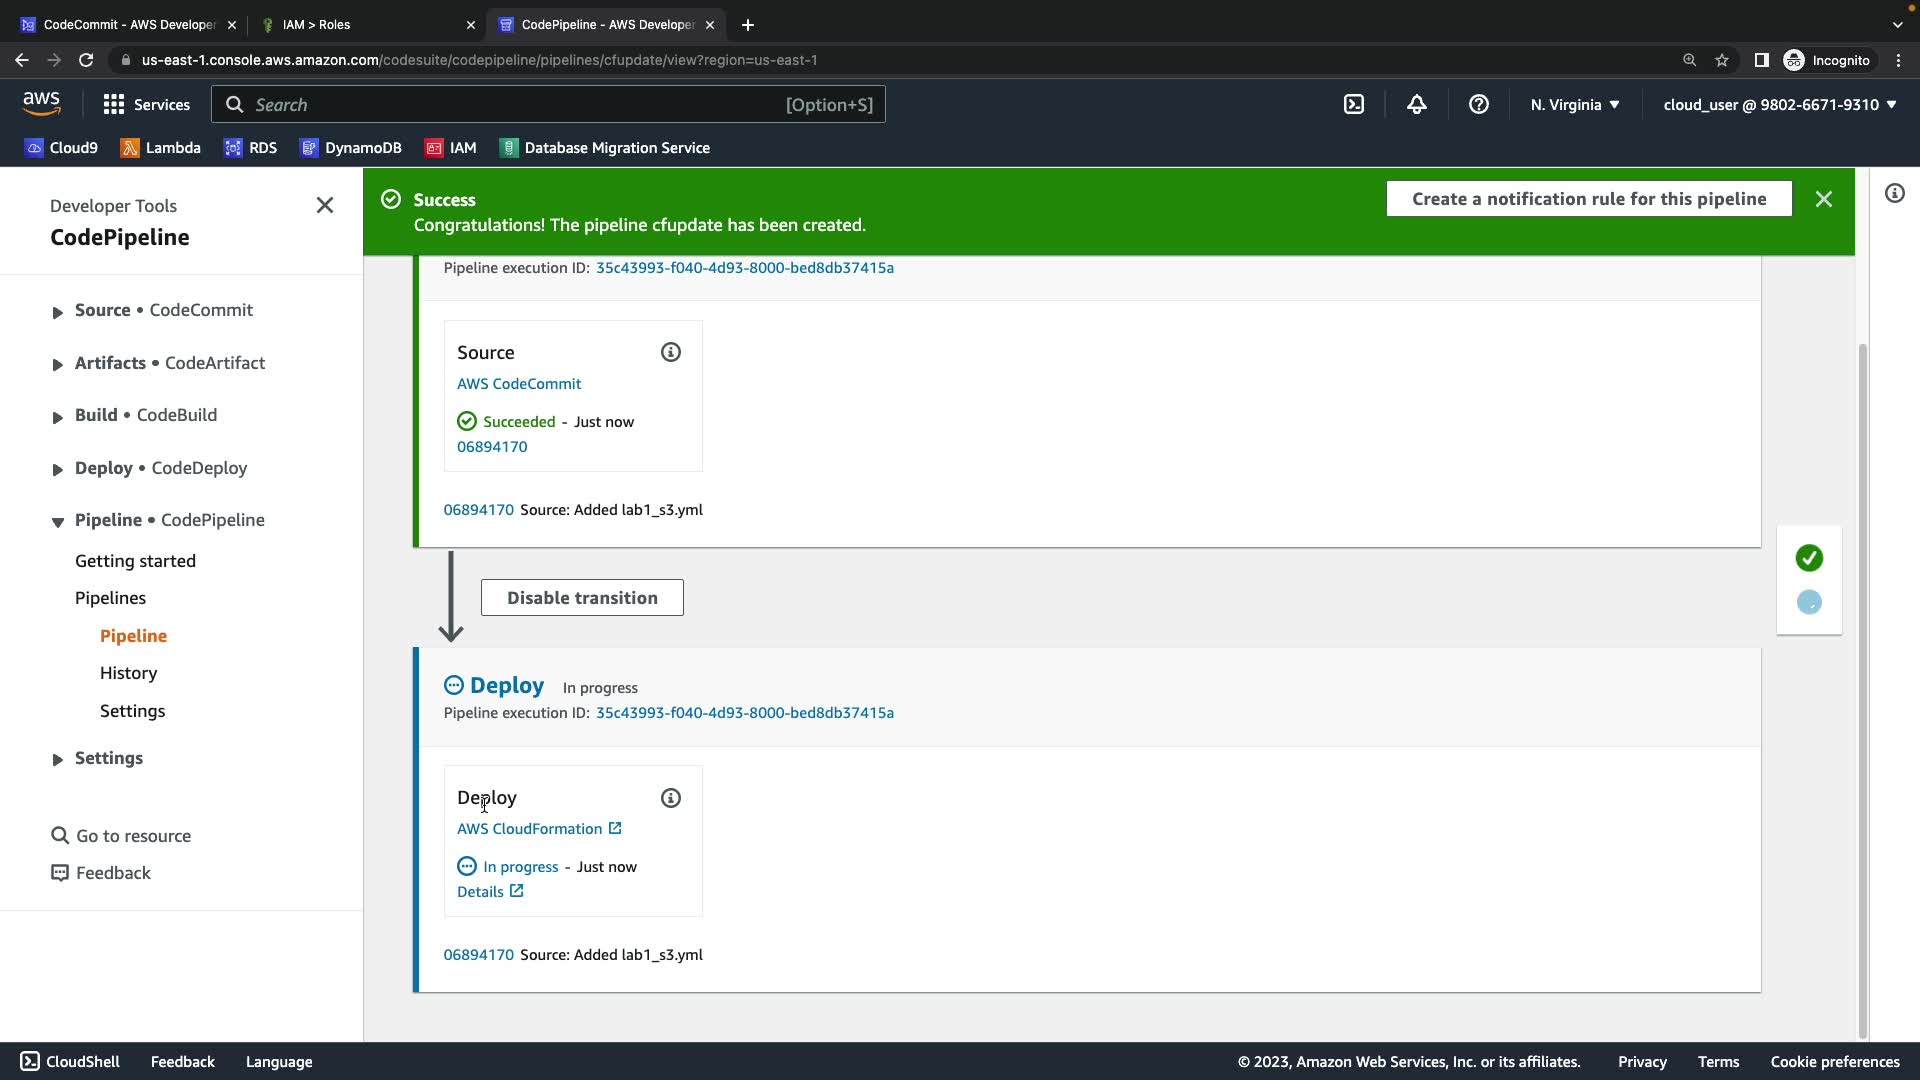 CodeCommit - AWS Developer
IAM > Roles
CodePipeline - AWS Developer
us-east-1.console.aws.amazon.com/codesuite/codepipeline/pipelines/cfupdate/view?region=us-east-1
Incognito
aws
Services
Search
[Option+S]
N. Virginia
cloud_user @ 9802-6671-9310
Cloud9
Lambda
RDS
DynamoDB
IAM
Database Migration Service
Developer Tools
CodePipeline
Source • CodeCommit
Artifacts • CodeArtifact
Build • CodeBuild
Deploy • CodeDeploy
Pipeline • CodePipeline
Getting started
Pipelines
Pipeline
History
Settings
Settings
Go to resource
Feedback
Success
Congratulations! The pipeline cfupdate has been created.
Create a notification rule for this pipeline
Pipeline execution ID: 35c43993-f040-4d93-8000-bed8db37415a
Source
AWS CodeCommit
Succeeded - Just now
06894170
06894170 Source: Added lab1_s3.yml
Disable transition
Deploy In progress
Pipeline execution ID: 35c43993-f040-4d93-8000-bed8db37415a
Deploy
AWS CloudFormation
In progress - Just now
Details
06894170 Source: Added lab1_s3.yml
CloudShell
Feedback
Language
© 2023, Amazon Web Services, Inc. or its affiliates.
Privacy
Terms
Cookie preferences